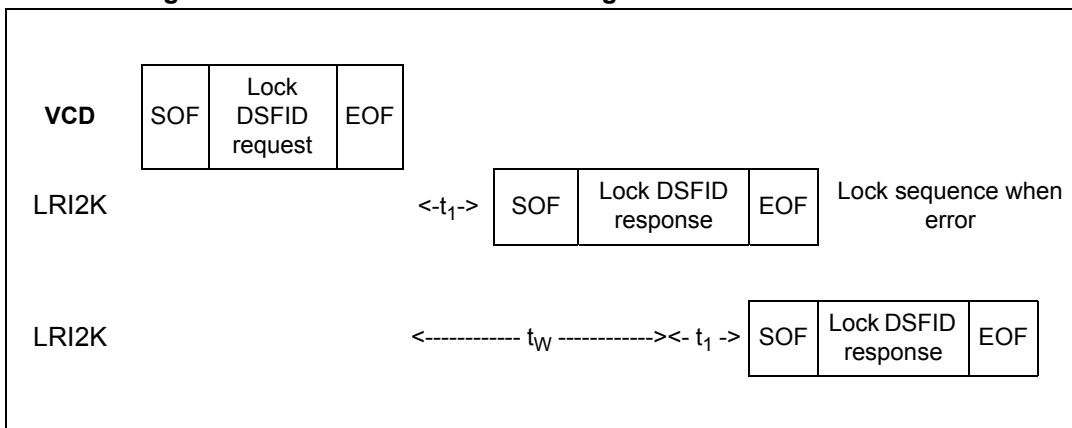 VCD SOF Lock DSFID request EOF
LRI2K <-t1-> SOF Lock DSFID response EOF Lock sequence when error
LRI2K <------------ tW ------------><- t1 -> SOF Lock DSFID response EOF